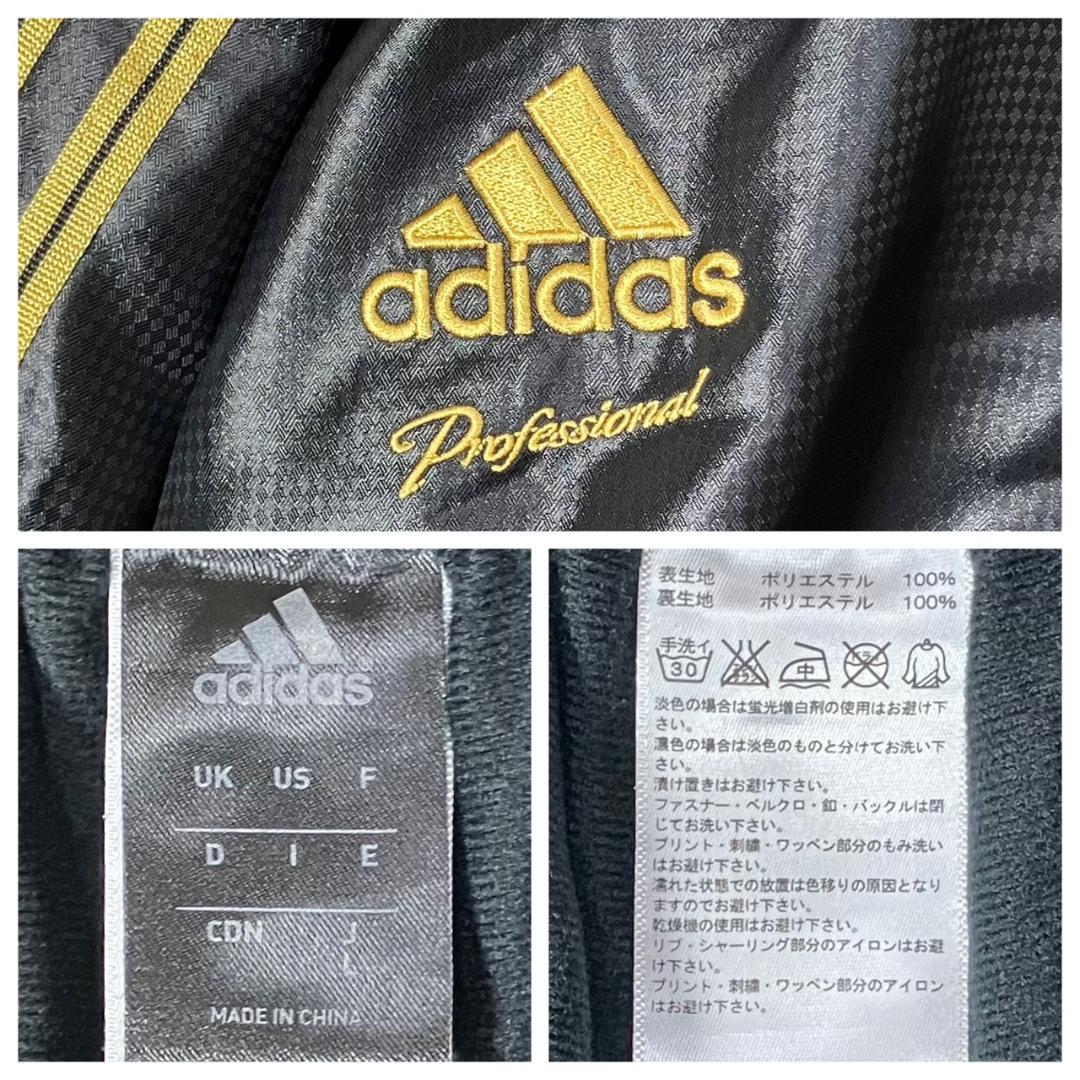 adidas
Professional
adidas
UK US F
D I E
CDN J
L
MADE IN CHINA
表生地 ポリエステル 100%
裏生地 ポリエステル 100%
手洗イ
30
中
淡色の場合は蛍光増白剤の使用はお避け下
さい。
濃色の場合は淡色のものと分けてお洗い下
さい。
漬け置きはお避け下さい。
ファスナー・ベルクロ・釦・バックルは閉
じてお洗い下さい。
プリント・刺繍・ワッペン部分のもみ洗い
はお避け下さい。
濡れた状態での放置は色移りの原因となり
ますのでお避け下さい。
乾燥機の使用はお避け下さい。
リブ・シャーリング部分のアイロンはお避
け下さい。
プリント・刺繍・ワッペン部分のアイロン
はお避け下さい。